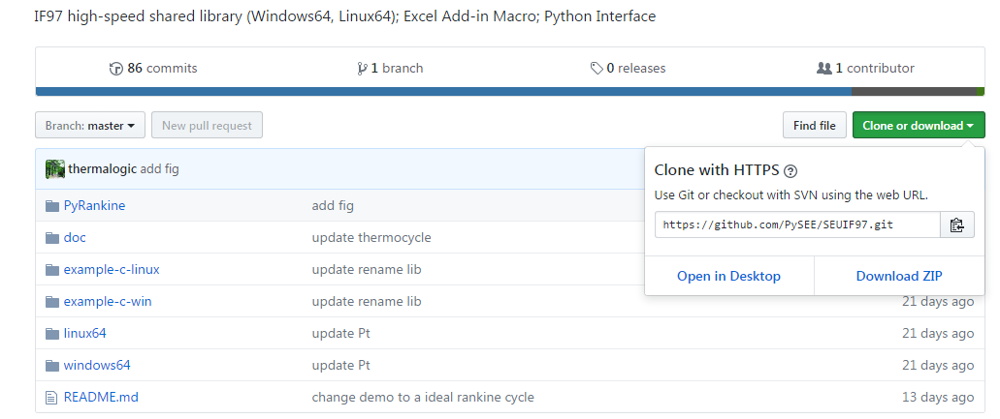 IF97 high-speed shared library (Windows64, Linux64); Excel Add-in Macro; Python Interface
86 commits 1 branch 0 releases 1 contributor
Branch: master New pull request Find file Clone or download
thermalogic add fig
Clone with HTTPS ?
Use Git or checkout with SVN using the web URL.
https://github.com/PySEE/SEUIF97.git
Open in Desktop Download ZIP
PyRankine add fig
doc update thermocycle
example-c-linux update rename lib
example-c-win update rename lib 21 days ago
linux64 update Pt 21 days ago
windows64 update Pt 21 days ago
README.md change demo to a ideal rankine cycle 13 days ago